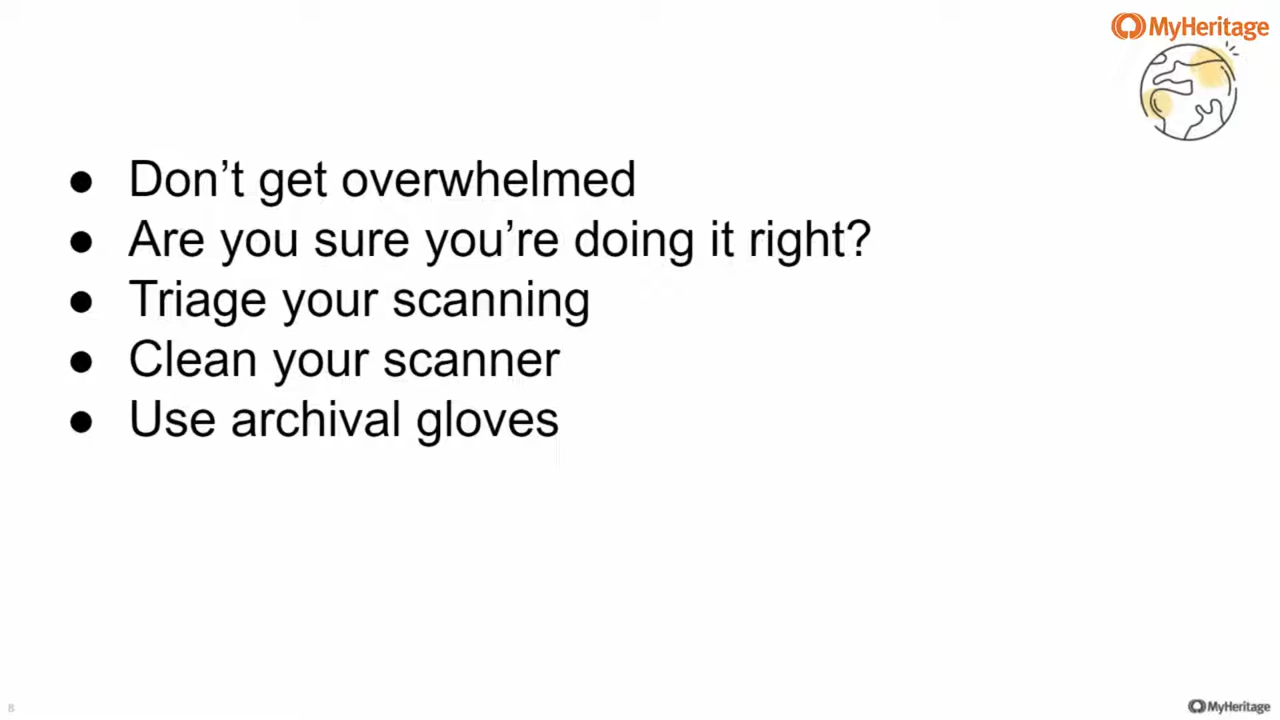 MyHeritage
● Don’t get overwhelmed
● Are you sure you’re doing it right?
● Triage your scanning
● Clean your scanner
● Use archival gloves
8
MyHeritage